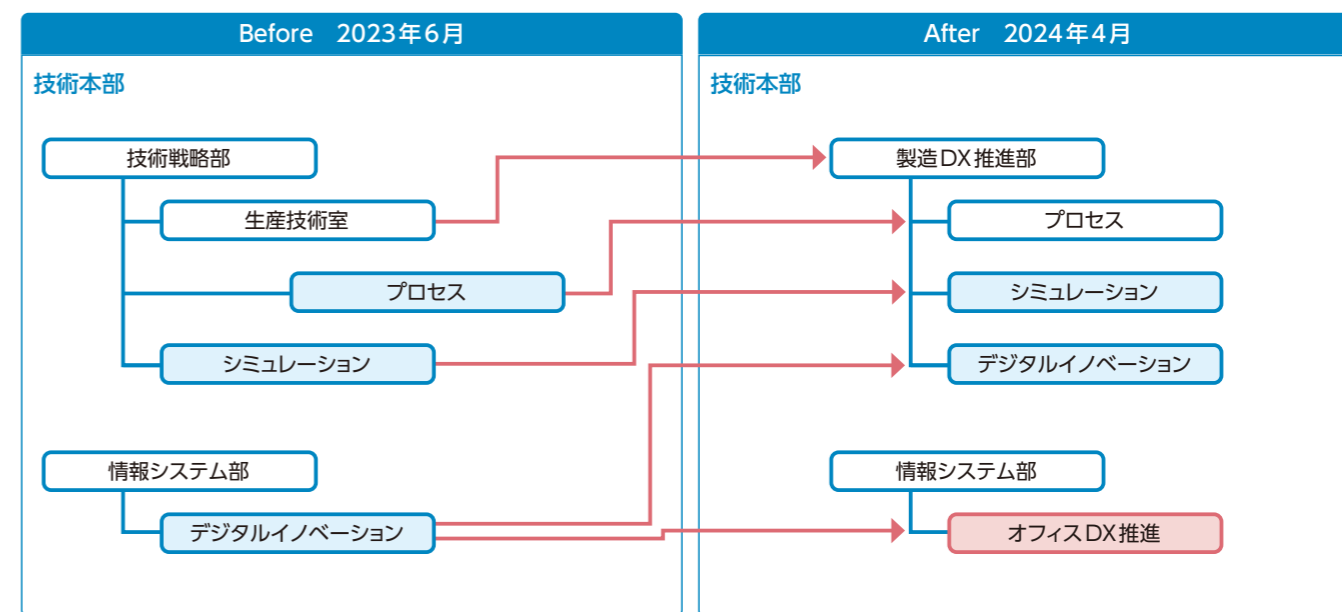 Before 2023年6月
技術本部
技術戦略部
生産技術室
プロセス
シミュレーション
情報システム部
デジタルイノベーション
After 2024年4月
技術本部
製造DX推進部
プロセス
シミュレーション
デジタルイノベーション
情報システム部
オフィスDX推進